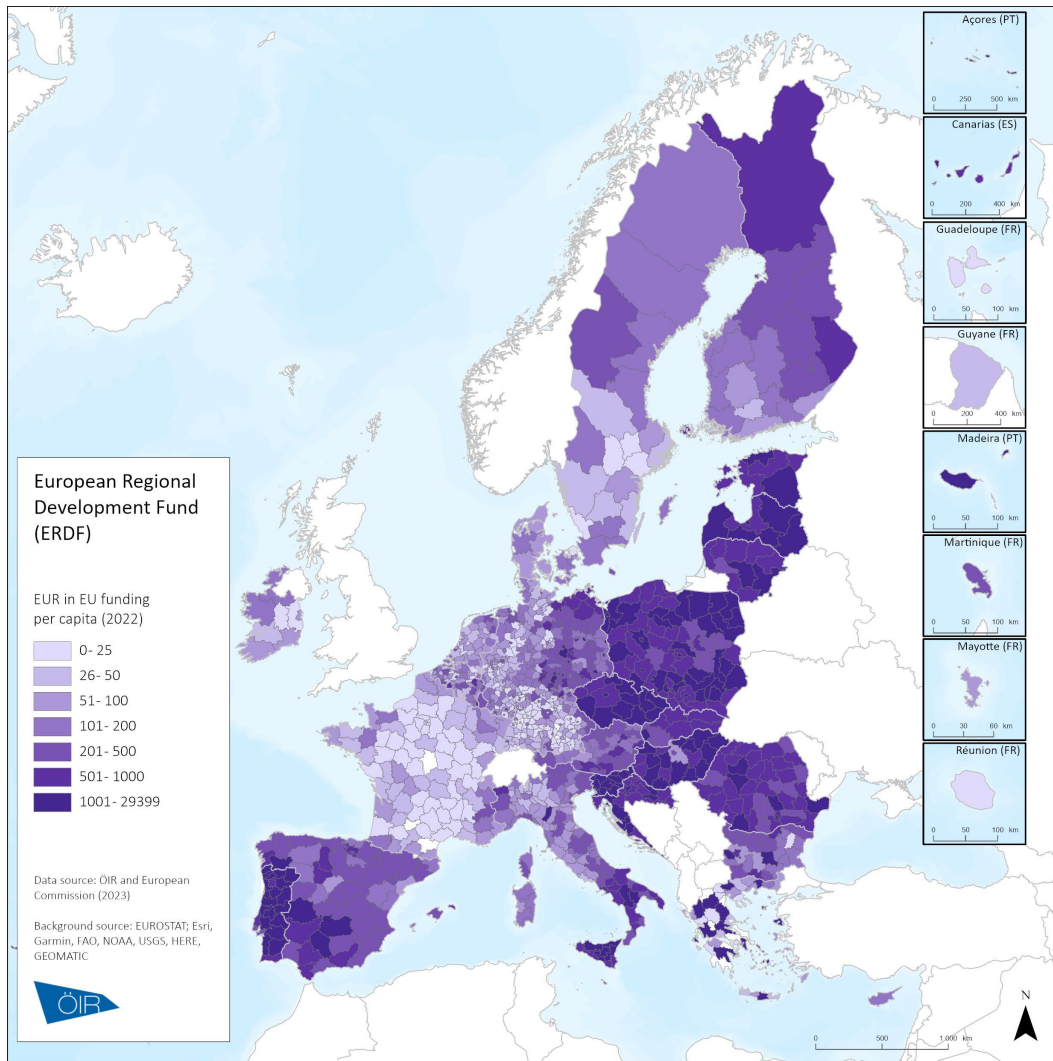 European Regional
Development Fund
(ERDF)
EUR in EU funding
per capita (2022)
0- 25
26- 50
51- 100
101- 200
201- 500
501- 1000
1001- 29399
Data source: ÖIR and European
Commission (2023)
Background source: EUROSTAT; Esri,
Garmin, FAO, NOAA, USGS, HERE,
GEOMATIC
ÖIR
Açores (PT)
0 250 500 km
Canarias (ES)
0 200 400 km
Guadeloupe (FR)
0 50 100 km
Guyane (FR)
0 200 400 km
Madeira (PT)
0 50 100 km
Martinique (FR)
0 50 100 km
Mayotte (FR)
0 30 60 km
Réunion (FR)
0 50 100 km
N
0 500 1 000 km